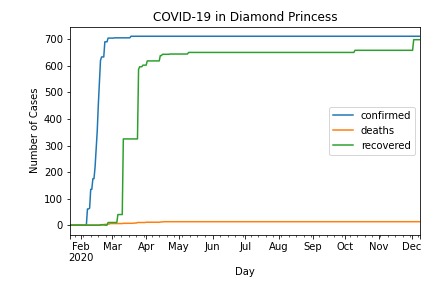 COVID-19 in Diamond Princess
Number of Cases
700
600
500
400
300
200
100
0
confirmed
deaths
recovered
Feb Mar Apr May Jun Jul Aug Sep Oct Nov Dec
2020
Day